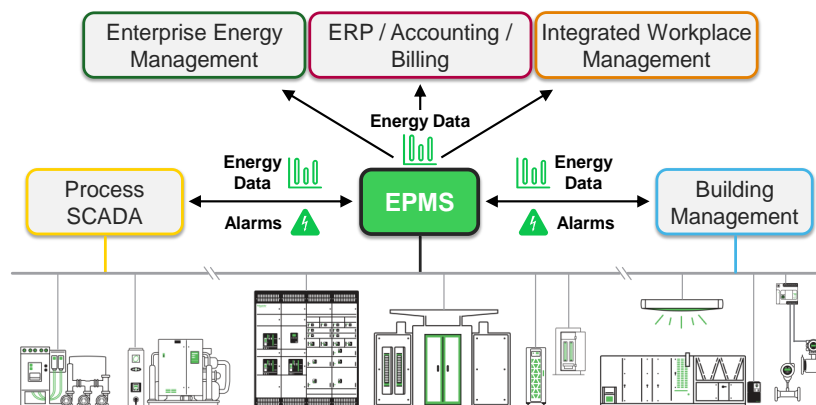 Enterprise Energy
Management
ERP / Accounting /
Billing
Integrated Workplace
Management
Energy Data
Energy
Data
Energy
Data
Process
SCADA
EPMS
Building
Management
Alarms
Alarms